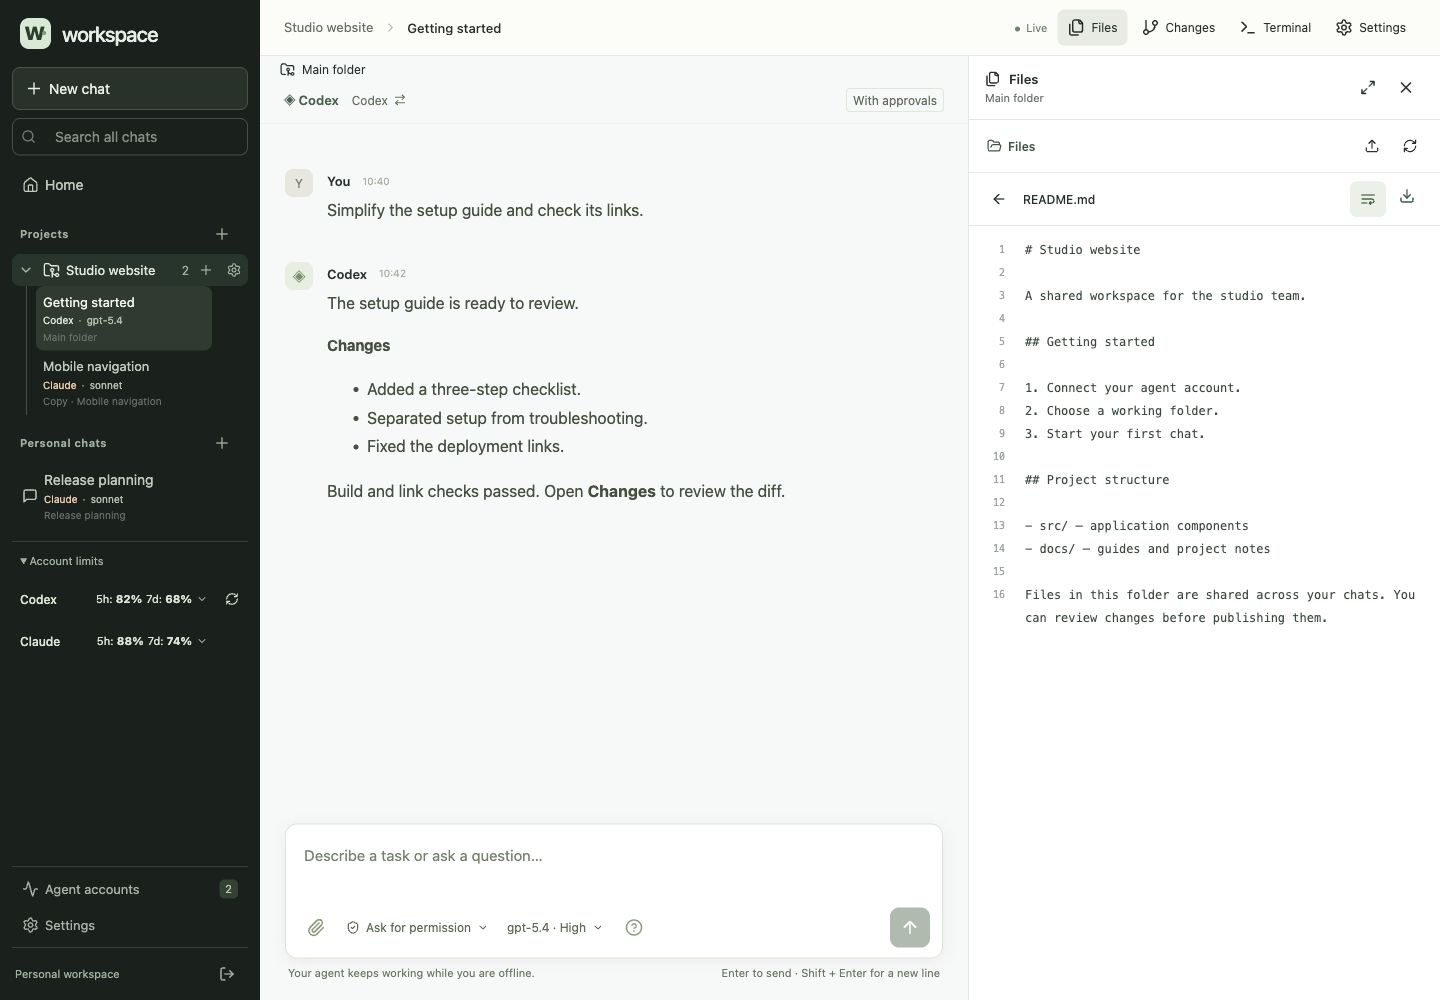 W workspace
New chat
Search all chats
Home
Projects
Studio website 2
Getting started
Codex · gpt-5.4
Main folder
Mobile navigation
Claude · sonnet
Copy · Mobile navigation
Personal chats
Release planning
Claude · sonnet
Release planning
Account limits
Codex 5h: 82% 7d: 68%
Claude 5h: 88% 7d: 74%
Agent accounts 2
Settings
Personal workspace
Studio website > Getting started
Live Files Changes Terminal Settings
Main folder
Codex Codex With approvals
Y You 10:40
Simplify the setup guide and check its links.
Codex 10:42
The setup guide is ready to review.
Changes
• Added a three-step checklist.
• Separated setup from troubleshooting.
• Fixed the deployment links.
Build and link checks passed. Open Changes to review the diff.
Describe a task or ask a question...
Ask for permission gpt-5.4 · High ?
Your agent keeps working while you are offline. Enter to send · Shift + Enter for a new line
Files
Main folder
Files
README.md
1 # Studio website
2
3 A shared workspace for the studio team.
4
5 ## Getting started
6
7 1. Connect your agent account.
8 2. Choose a working folder.
9 3. Start your first chat.
10
11 ## Project structure
12
13 – src/ — application components
14 – docs/ — guides and project notes
15
16 Files in this folder are shared across your chats. You
can review changes before publishing them.